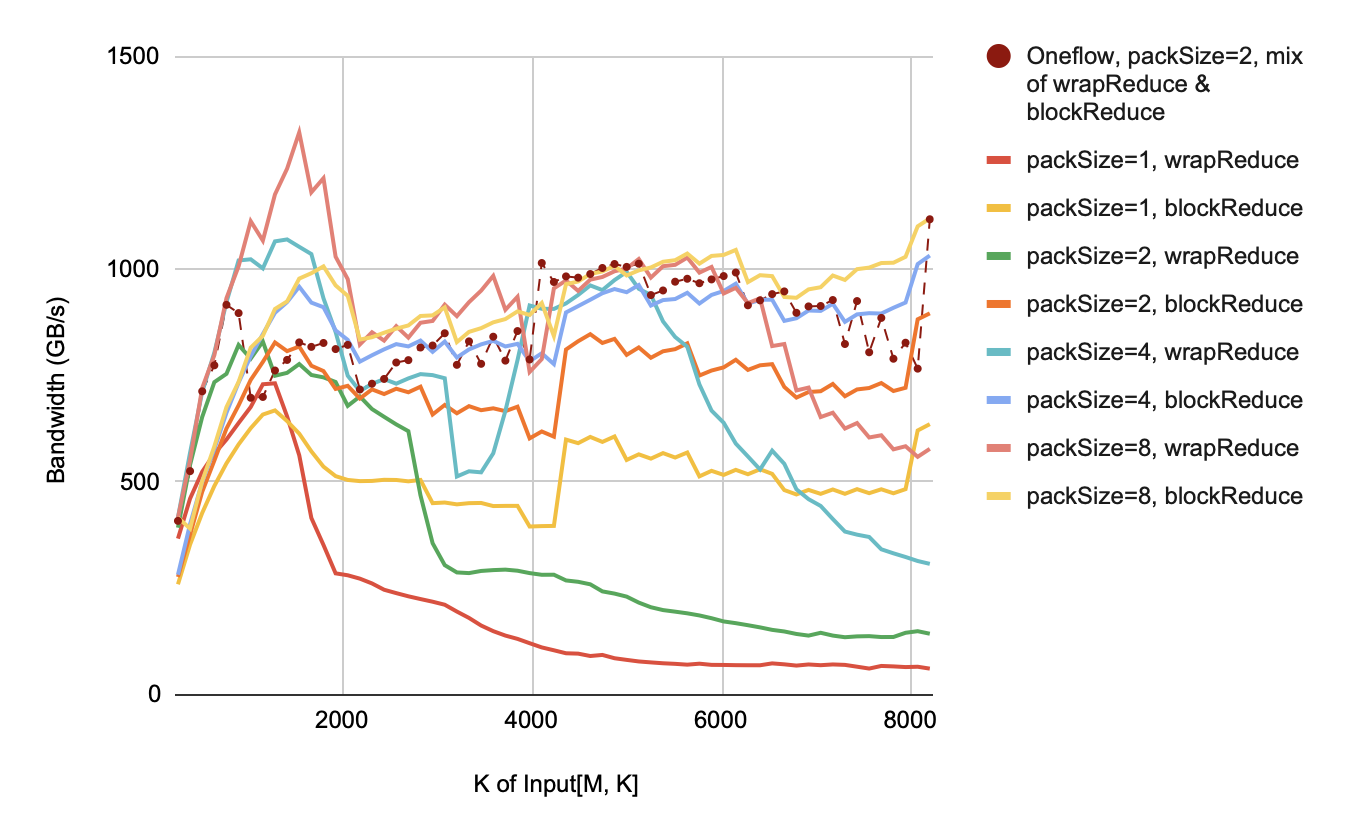 1500
1000
500
0
Bandwidth (GB/s)
2000
4000
6000
8000
K of Input[M, K]
Oneflow, packSize=2, mix
of wrapReduce &
blockReduce
packSize=1, wrapReduce
packSize=1, blockReduce
packSize=2, wrapReduce
packSize=2, blockReduce
packSize=4, wrapReduce
packSize=4, blockReduce
packSize=8, wrapReduce
packSize=8, blockReduce